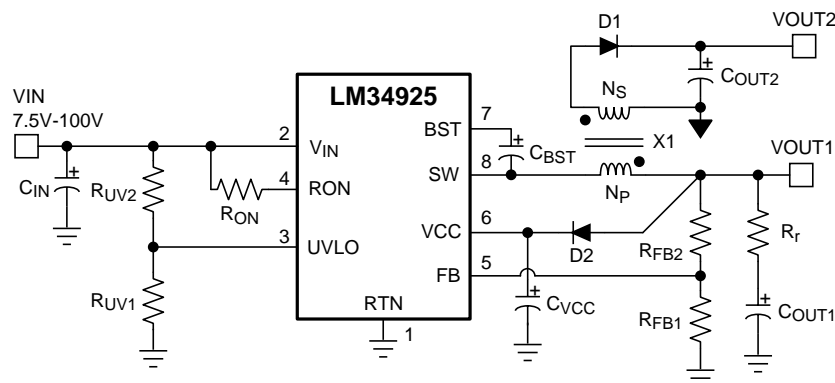 D1
VOUT2
+
COUT2
NS
LM34925
VIN
7.5V-100V
7
BST
+
CBST
X1
VOUT1
2
VIN
8
SW
NP
+
CIN
RUV2
4
RON
RON
6
VCC
D2
RFB2
Rr
3
UVLO
5
FB
+
CVCC
RUV1
RTN
1
RFB1
+
COUT1